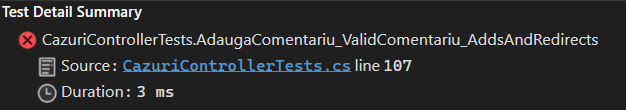 Test Detail Summary
CazuriControllerTests.AdaugaComentariu_ValidComentariu_AddsAndRedirects
Source: CazuriControllerTests.cs line 107
Duration: 3 ms